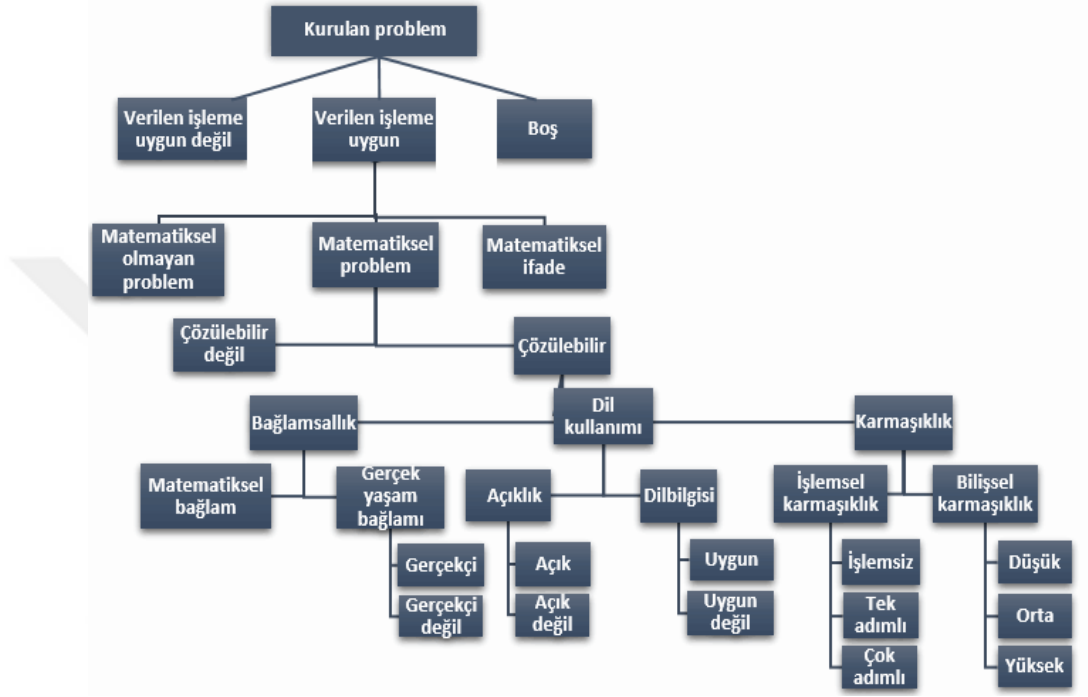 Kurulan problem
Verilen işleme
uygun değil
Verilen işleme
uygun
Boş
Matematiksel
olmayan
problem
Matematiksel
problem
Matematiksel
ifade
Çözülebilir
değil
Çözülebilir
Bağlamsallık
Dil
kullanımı
Karmaşıklık
Matematiksel
bağlam
Gerçek
yaşam
bağlamı
Açıklık
Dilbilgisi
İşlemsel
karmaşıklık
Bilişsel
karmaşıklık
Gerçekçi
Gerçekçi
değil
Açık
Açık
değil
Uygun
Uygun
değil
İşlemsiz
Tek
adımlı
Çok
adımlı
Düşük
Orta
Yüksek